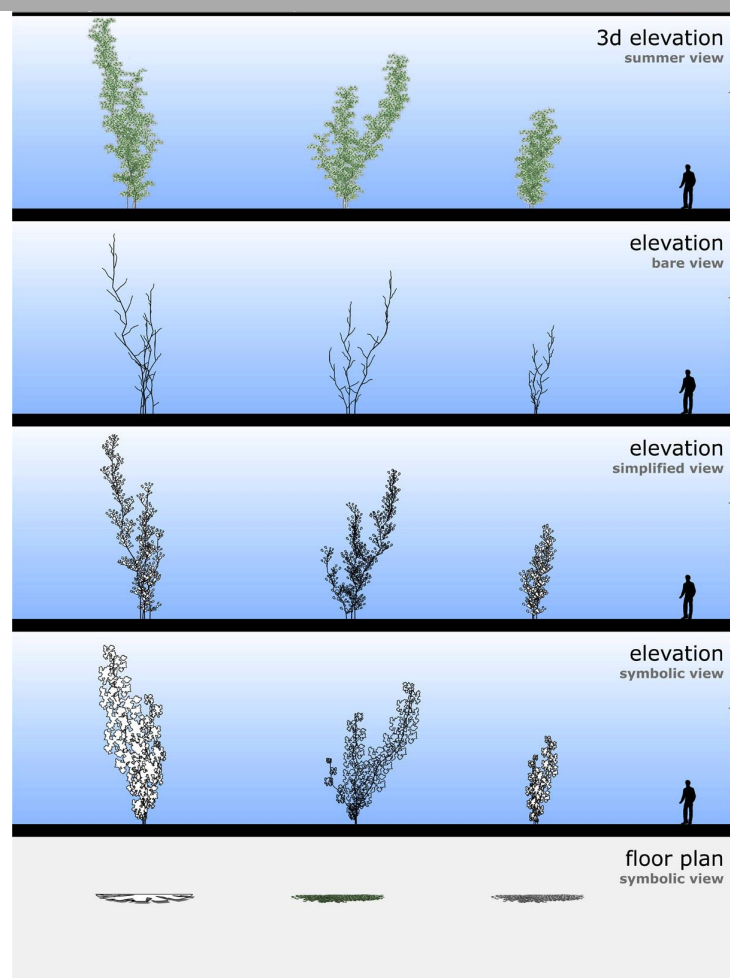 3d elevation
summer view
elevation
bare view
elevation
simplified view
elevation
symbolic view
floor plan
symbolic view